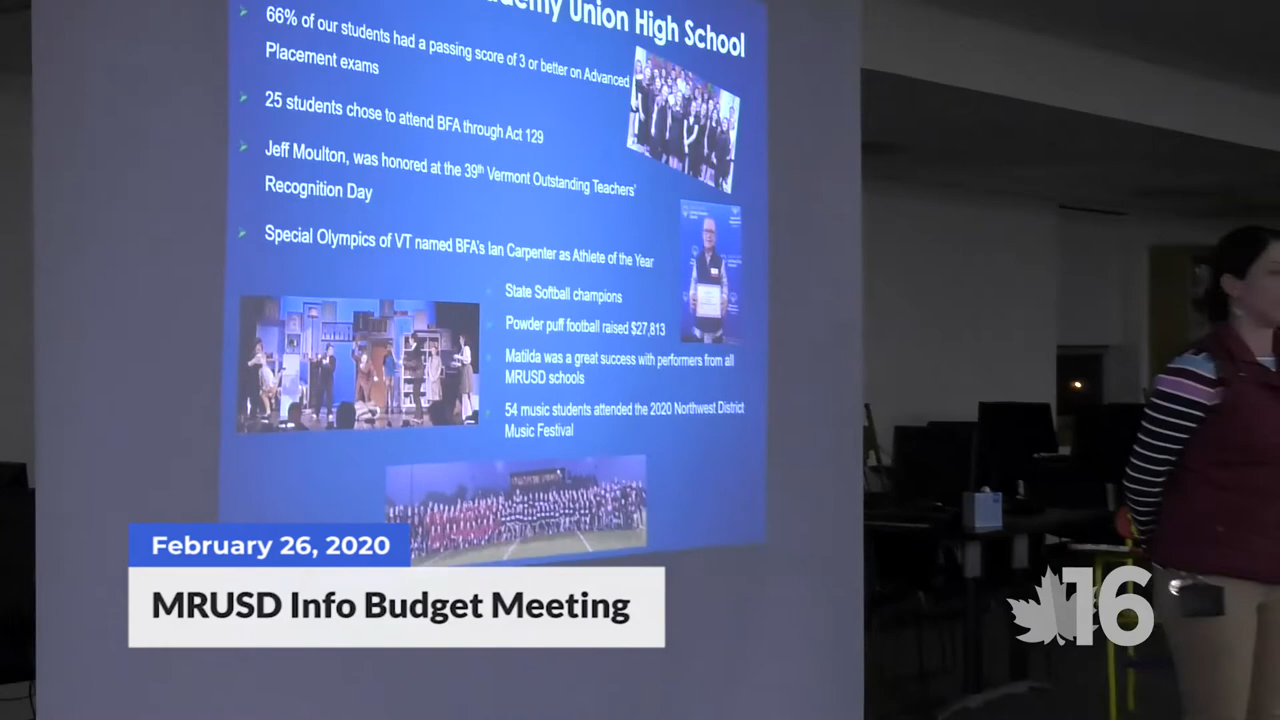 Union High School
66% of our students had a passing score of 3 or better on Advanced
Placement exams
25 students chose to attend BFA through Act 129
Jeff Moulton, was honored at the 39th Vermont Outstanding Teachers'
Recognition Day
Special Olympics of VT named BFA's Ian Carpenter as Athlete of the Year
State Softball champions
Powder puff football raised $27,813
Matilda was a great success with performers from all
MRUSD schools
54 music students attended the 2020 Northwest District
Music Festival
February 26, 2020
MRUSD Info Budget Meeting
16